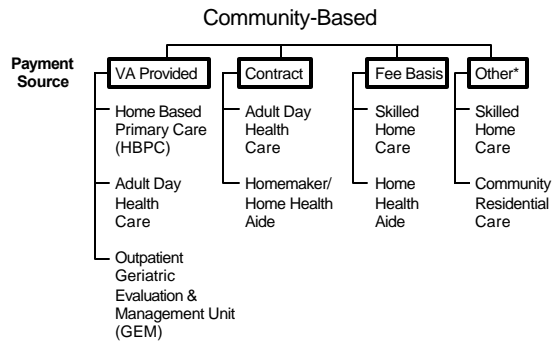 Community-Based
Payment
Source
VA Provided
Home Based
Primary Care
(HBPC)
Adult Day
Health
Care
Outpatient
Geriatric
Evaluation &
Management Unit
(GEM)
Contract
Adult Day
Health
Care
Homemaker/
Home Health
Aide
Fee Basis
Skilled
Home
Care
Home
Health
Aide
Other*
Skilled
Home
Care
Community
Residential
Care